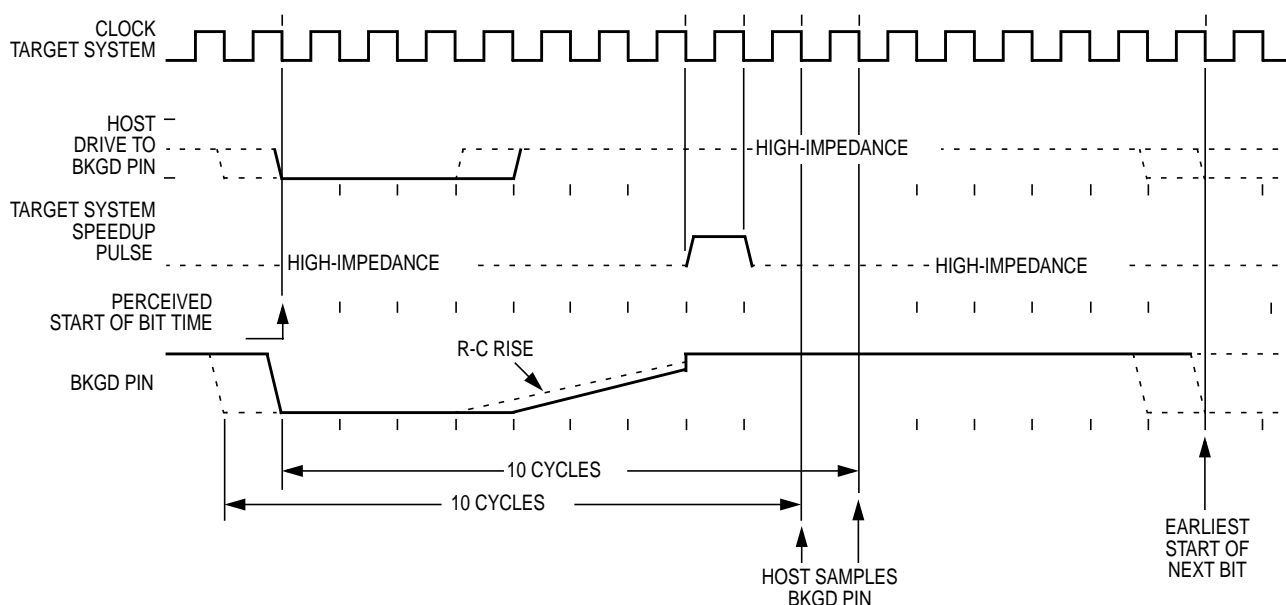 CLOCK
TARGET SYSTEM
HOST
DRIVE TO
BKGD PIN
HIGH-IMPEDANCE
TARGET SYSTEM
SPEEDUP
PULSE
HIGH-IMPEDANCE
HIGH-IMPEDANCE
PERCEIVED
START OF BIT TIME
R-C RISE
BKGD PIN
10 CYCLES
10 CYCLES
HOST SAMPLES
BKGD PIN
EARLIEST
START OF
NEXT BIT